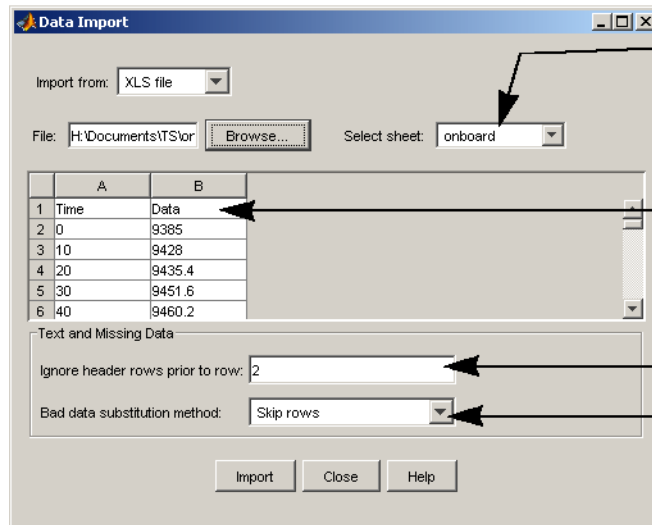 Data Import
Import from: XLS file
File: H:\Documents\TS\or Browse... Select sheet: onboard
A B
1 Time Data
2 0 9385
3 10 9428
4 20 9435.4
5 30 9451.6
6 40 9460.2
Text and Missing Data
Ignore header rows prior to row: 2
Bad data substitution method: Skip rows
Import Close Help